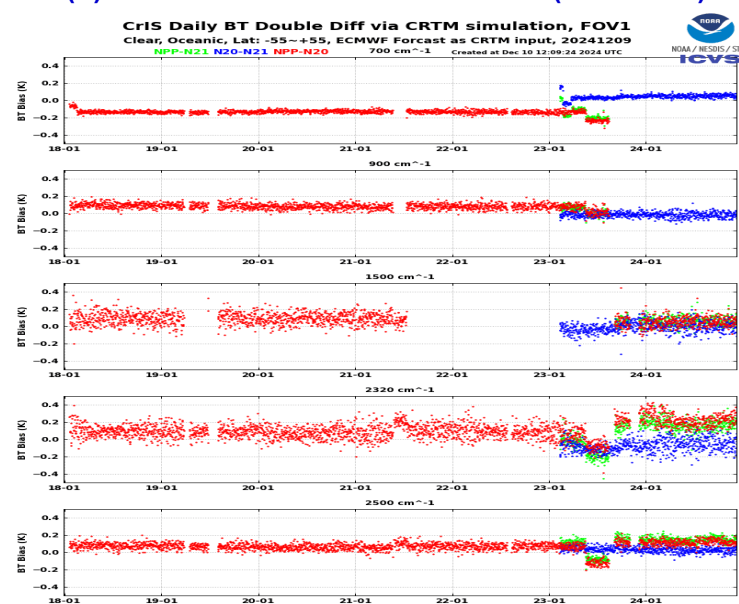 CrIS Daily BT Double Diff via CRTM simulation, FOV1
Clear, Oceanic, Lat: -55~+55, ECMWF Forcast as CRTM input, 20241209
NPP-N21 N20-N21 NPP-N20
700 cm^-1
Created at Dec 10 12:09:24 2024 UTC
NOAA
NOAA / NESDIS / ST
ICVS
BT Bias (K)
0.4
0.2
0.0
−0.2
−0.4
18-01 19-01 20-01 21-01 22-01 23-01 24-01
900 cm^-1
BT Bias (K)
0.4
0.2
0.0
−0.2
−0.4
18-01 19-01 20-01 21-01 22-01 23-01 24-01
1500 cm^-1
BT Bias (K)
0.4
0.2
0.0
−0.2
−0.4
18-01 19-01 20-01 21-01 22-01 23-01 24-01
2320 cm^-1
BT Bias (K)
0.4
0.2
0.0
−0.2
−0.4
18-01 19-01 20-01 21-01 22-01 23-01 24-01
2500 cm^-1
BT Bias (K)
0.4
0.2
0.0
−0.2
−0.4
18-01 19-01 20-01 21-01 22-01 23-01 24-01